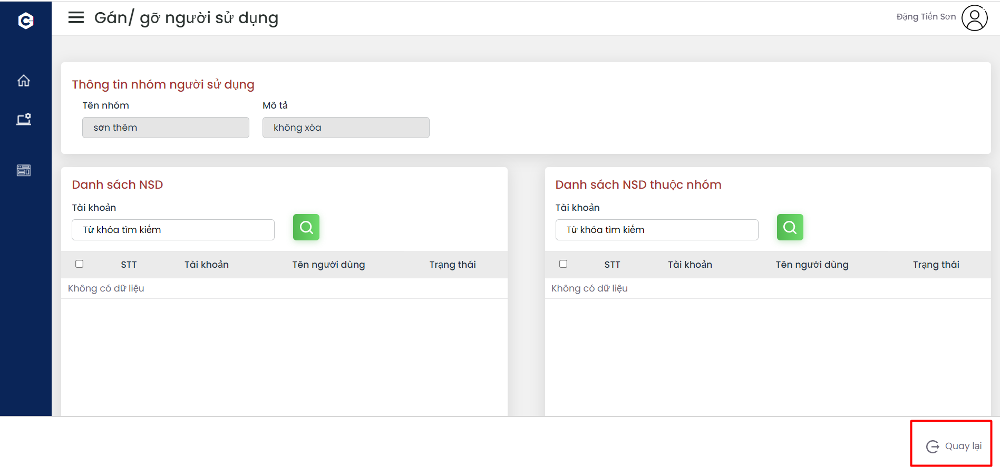 Gán/ gỡ người sử dụng
Đặng Tiến Sơn
Thông tin nhóm người sử dụng
Tên nhóm Mô tả
sơn thêm không xóa
Danh sách NSD
Tài khoản
Từ khóa tìm kiếm
STT Tài khoản Tên người dùng Trạng thái
Không có dữ liệu
Danh sách NSD thuộc nhóm
Tài khoản
Từ khóa tìm kiếm
STT Tài khoản Tên người dùng Trạng thái
Không có dữ liệu
Quay lại